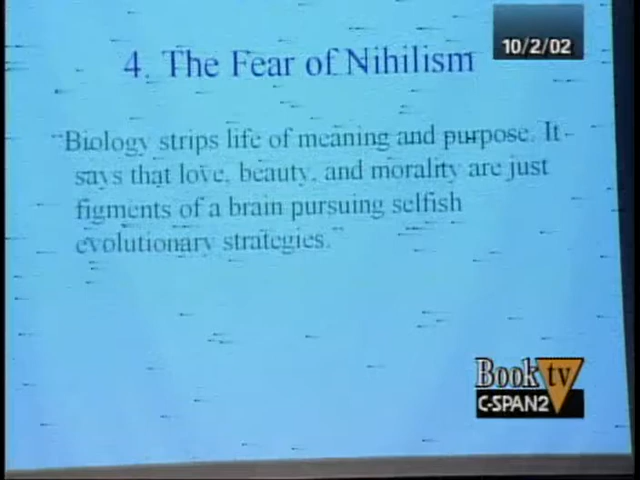 10/2/02
4. The Fear of Nihilism
"Biology strips life of meaning and purpose. It
says that love, beauty, and morality are just
figments of a brain pursuing selfish
evolutionary strategies."
Book tv
C-SPAN2